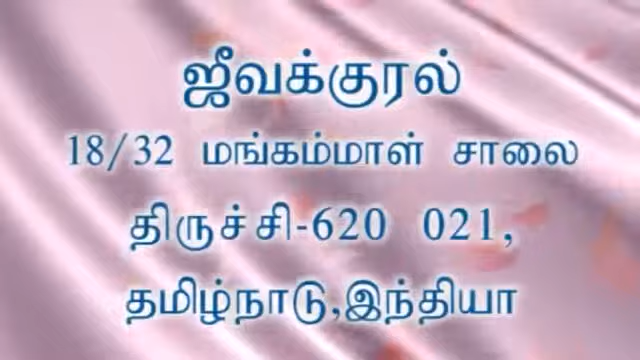 ஜீவக்குரல்
18/32 மங்கம்மாள் சாலை
திருச்சி-620 021,
தமிழ்நாடு,இந்தியா